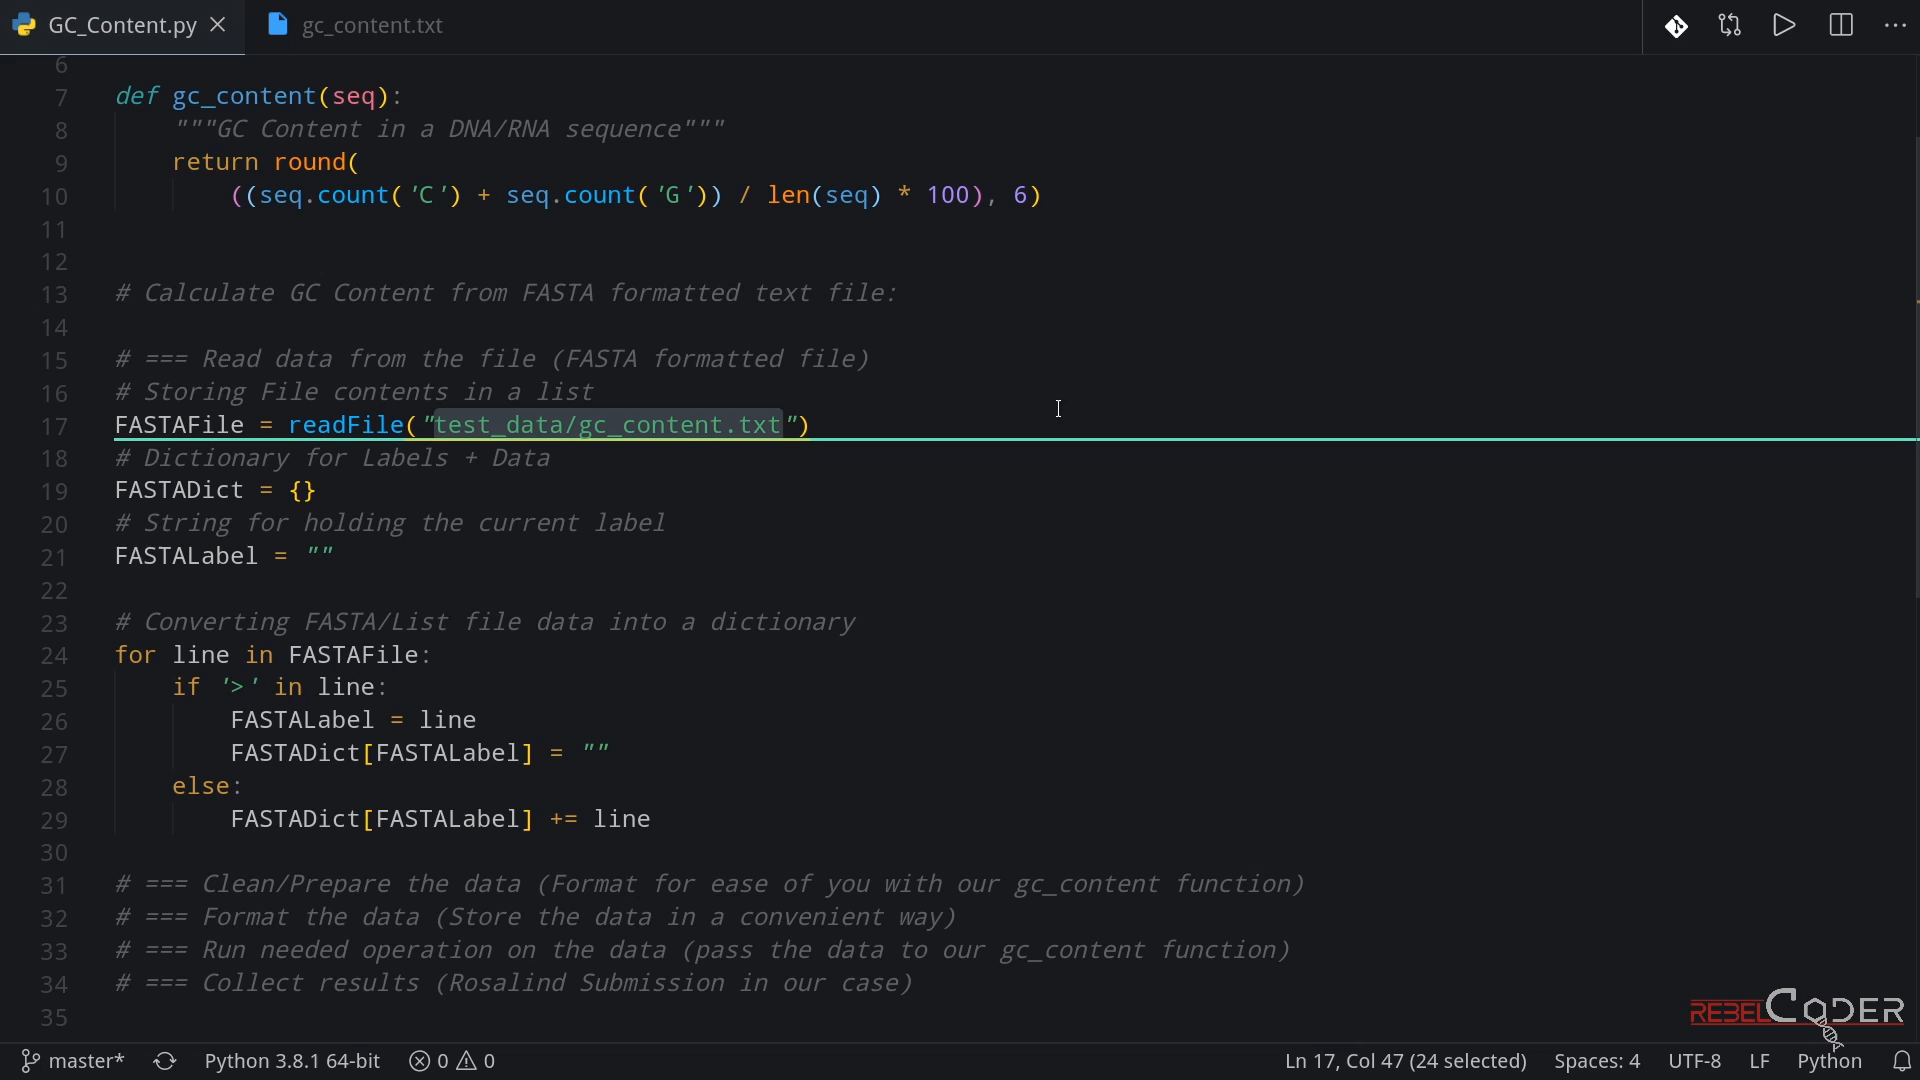 GC_Content.py
gc_content.txt
6
7 def gc_content(seq):
8 """GC Content in a DNA/RNA sequence"""
9 return round(
10 ((seq.count('C') + seq.count('G')) / len(seq) * 100), 6)
11
12
13 # Calculate GC Content from FASTA formatted text file:
14
15 # === Read data from the file (FASTA formatted file)
16 # Storing File contents in a list
17 FASTAFile = readFile("test_data/gc_content.txt")
18 # Dictionary for Labels + Data
19 FASTADict = {}
20 # String for holding the current label
21 FASTALabel = ""
22
23 # Converting FASTA/List file data into a dictionary
24 for line in FASTAFile:
25 if '>' in line:
26 FASTALabel = line
27 FASTADict[FASTALabel] = ""
28 else:
29 FASTADict[FASTALabel] += line
30
31 # === Clean/Prepare the data (Format for ease of you with our gc_content function)
32 # === Format the data (Store the data in a convenient way)
33 # === Run needed operation on the data (pass the data to our gc_content function)
34 # === Collect results (Rosalind Submission in our case)
35
REBELCODER
master* Python 3.8.1 64-bit 0 0 Ln 17, Col 47 (24 selected) Spaces: 4 UTF-8 LF Python